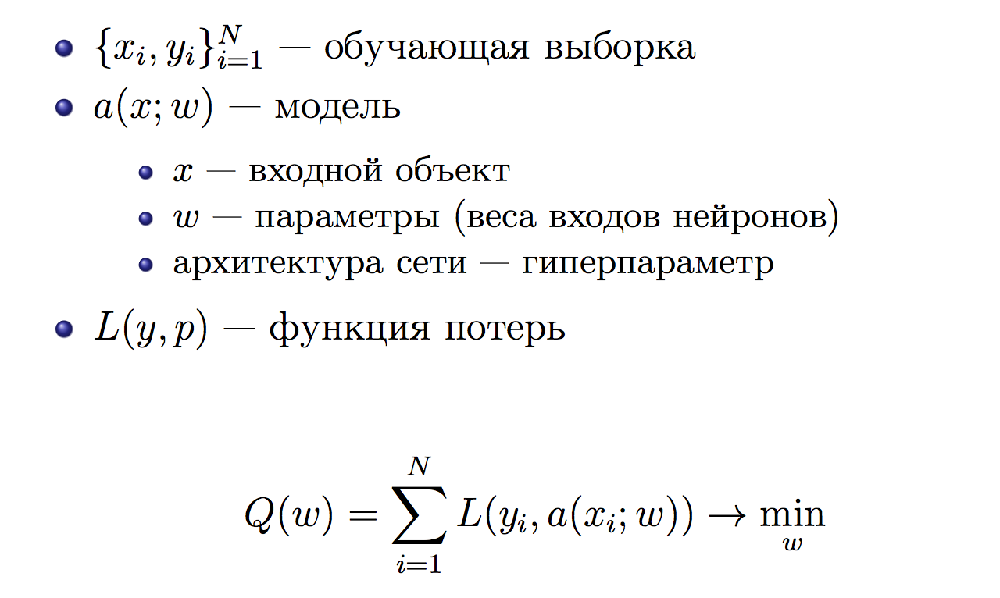 {x_i, y_i}_{i=1}^N — обучающая выборка
a(x; w) — модель
x — входной объект
w — параметры (веса входов нейронов)
архитектура сети — гиперпараметр
L(y, p) — функция потерь
Q(w) = \sum_{i=1}^{N} L(y_i, a(x_i; w)) → \min_w